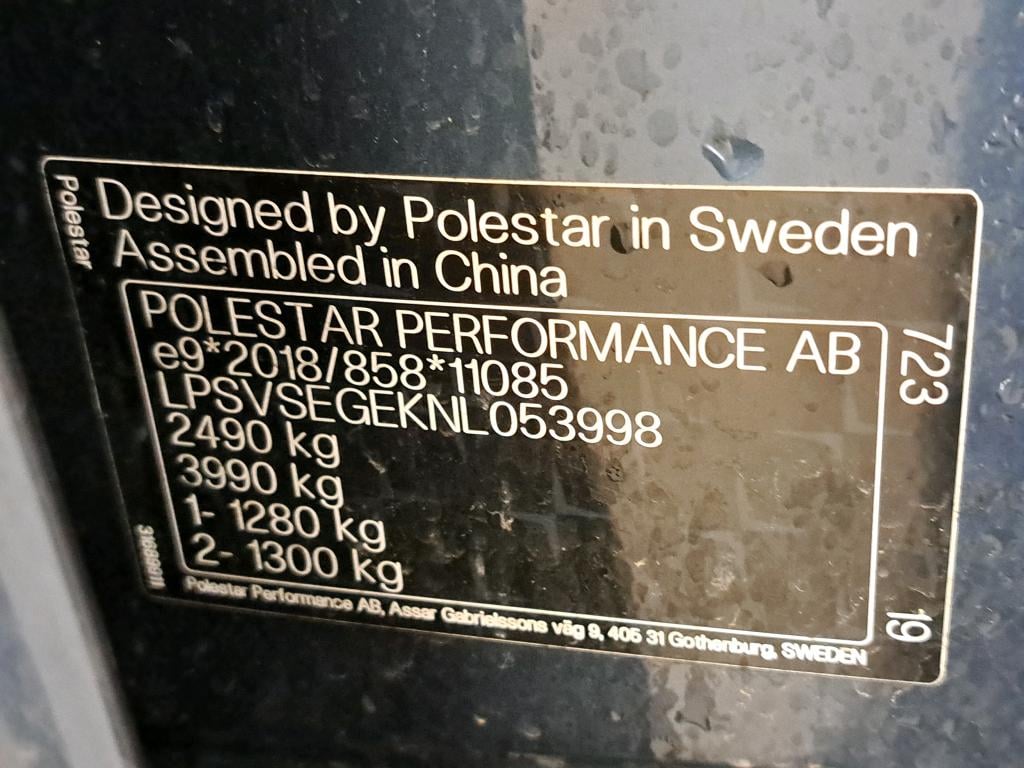 Polestar
Designed by Polestar in Sweden
Assembled in China
POLESTAR PERFORMANCE AB
e9*2018/858*11085
LPSVSEGEKNL053998
2490 kg
3990 kg
1- 1280 kg
2- 1300 kg
Polestar Performance AB, Assar Gabrielssons väg 9, 405 31 Gothenburg, SWEDEN
723
19